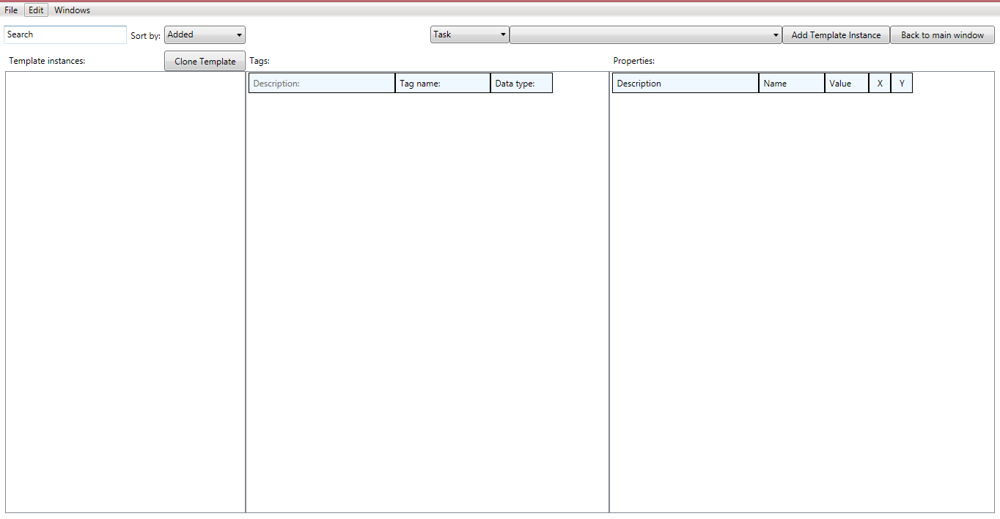 File Edit Windows
Search Sort by: Added Task Add Template Instance Back to main window
Template instances: Clone Template Tags: Properties:
Description: Tag name: Data type: Description Name Value X Y